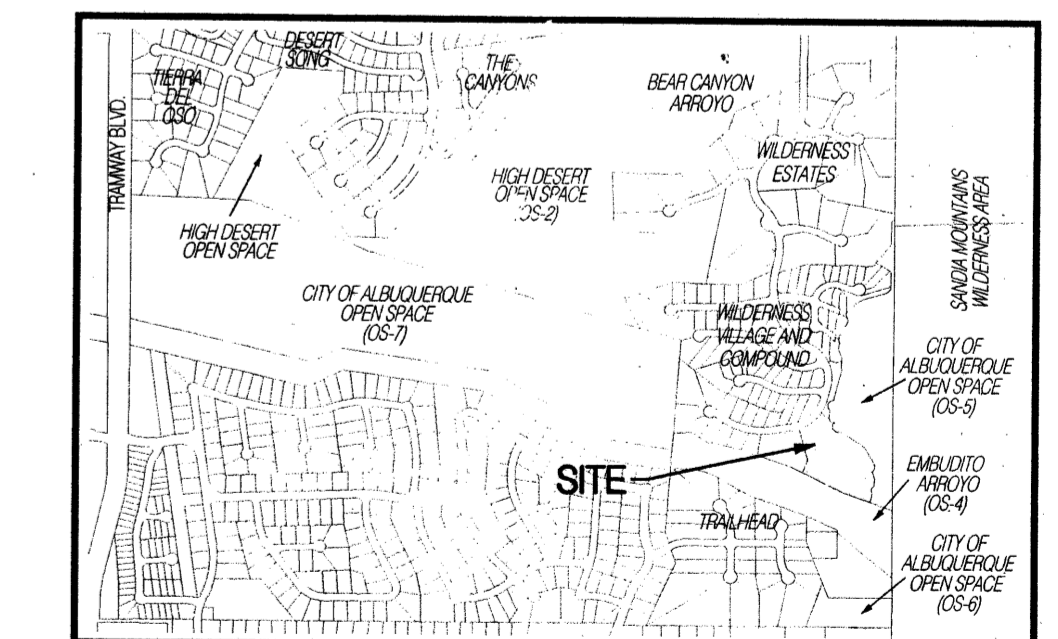 DESERT
SONG
THE
CANYONS
BEAR CANYON
ARROYO
TIERRA
DEL
OSO
TRAMWAY BLVD.
WILDERNESS
ESTATES
HIGH DESERT
OPEN SPACE
(OS-2)
HIGH DESERT
OPEN SPACE
SANDIA MOUNTAINS
WILDERNESS AREA
CITY OF ALBUQUERQUE
OPEN SPACE
(OS-7)
WILDERNESS
VILLAGE AND
COMPOUND
CITY OF
ALBUQUERQUE
OPEN SPACE
(OS-5)
SITE
EMBUDITO
ARROYO
(OS-4)
TRAILHEAD
CITY OF
ALBUQUERQUE
OPEN SPACE
(OS-6)